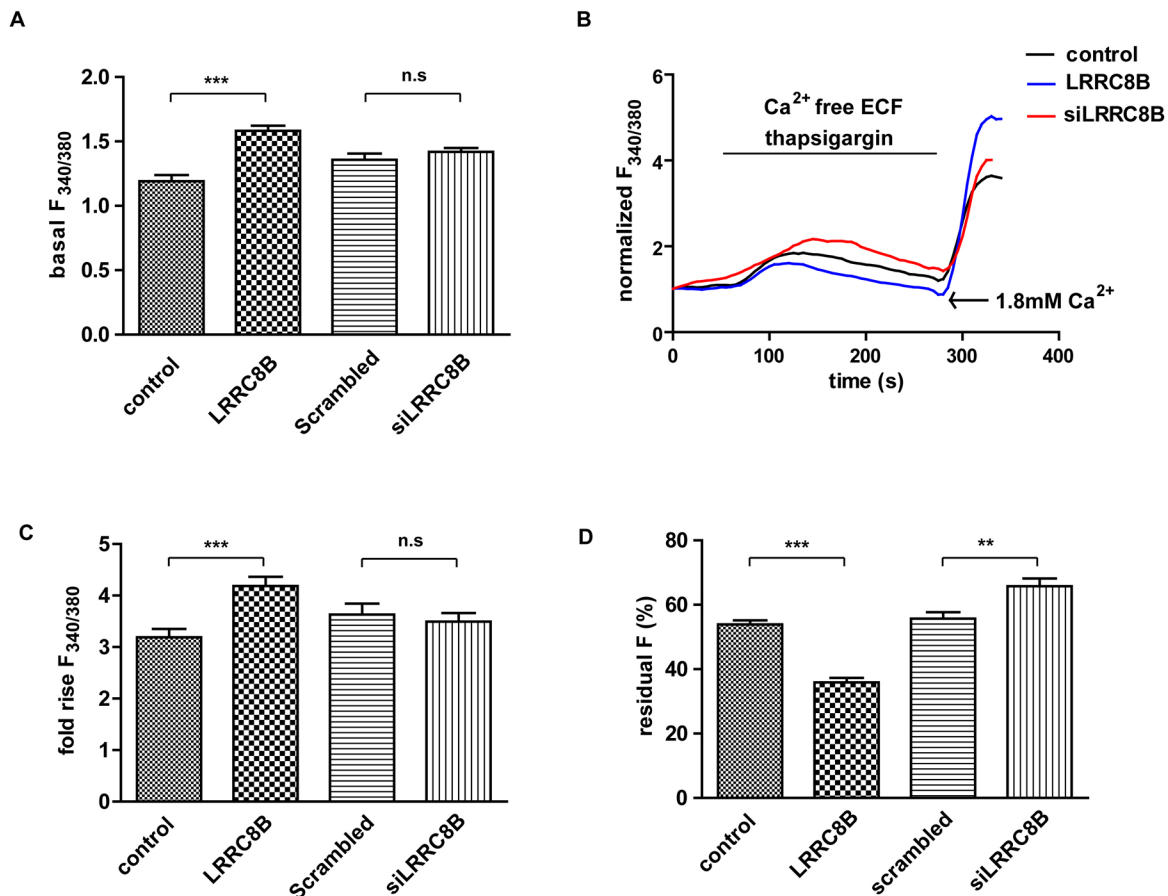 A
basal F340/380
2.0
1.5
1.0
0.5
0.0
***
n.s
control
LRRC8B
Scrambled
siLRRC8B
B
control
LRRC8B
siLRRC8B
normalized F340/380
6
4
2
0
Ca2+ free ECF
thapsigargin
1.8mM Ca2+
0
100
200
300
400
time (s)
C
fold rise F340/380
5
4
3
2
1
0
***
n.s
control
LRRC8B
Scrambled
siLRRC8B
D
residual F (%)
80
60
40
20
0
***
**
control
LRRC8B
scrambled
siLRRC8B